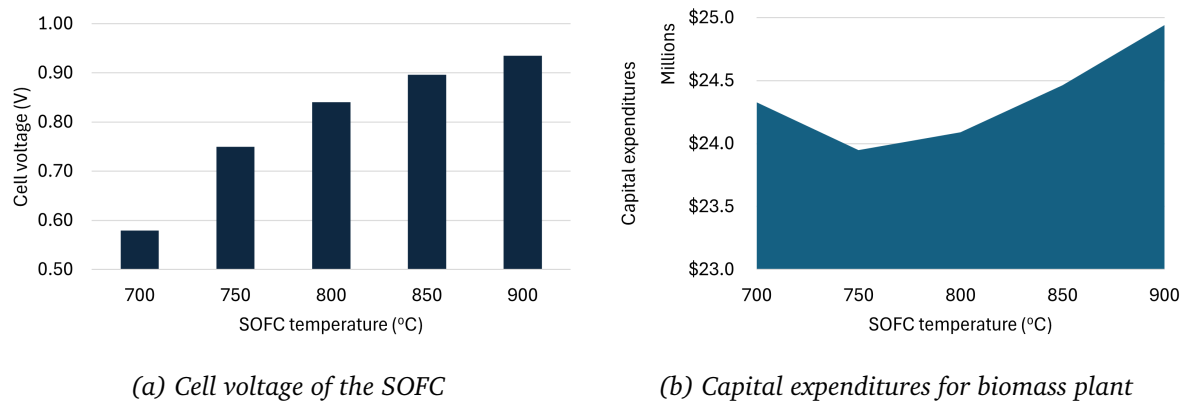 1.00
0.90
0.80
0.70
0.60
0.50
Cell voltage (V)
700 750 800 850 900
SOFC temperature (ºC)
(a) Cell voltage of the SOFC
$25.0
$24.5
$24.0
$23.5
$23.0
Capital expenditures
Millions
700 750 800 850 900
SOFC temperature (ºC)
(b) Capital expenditures for biomass plant